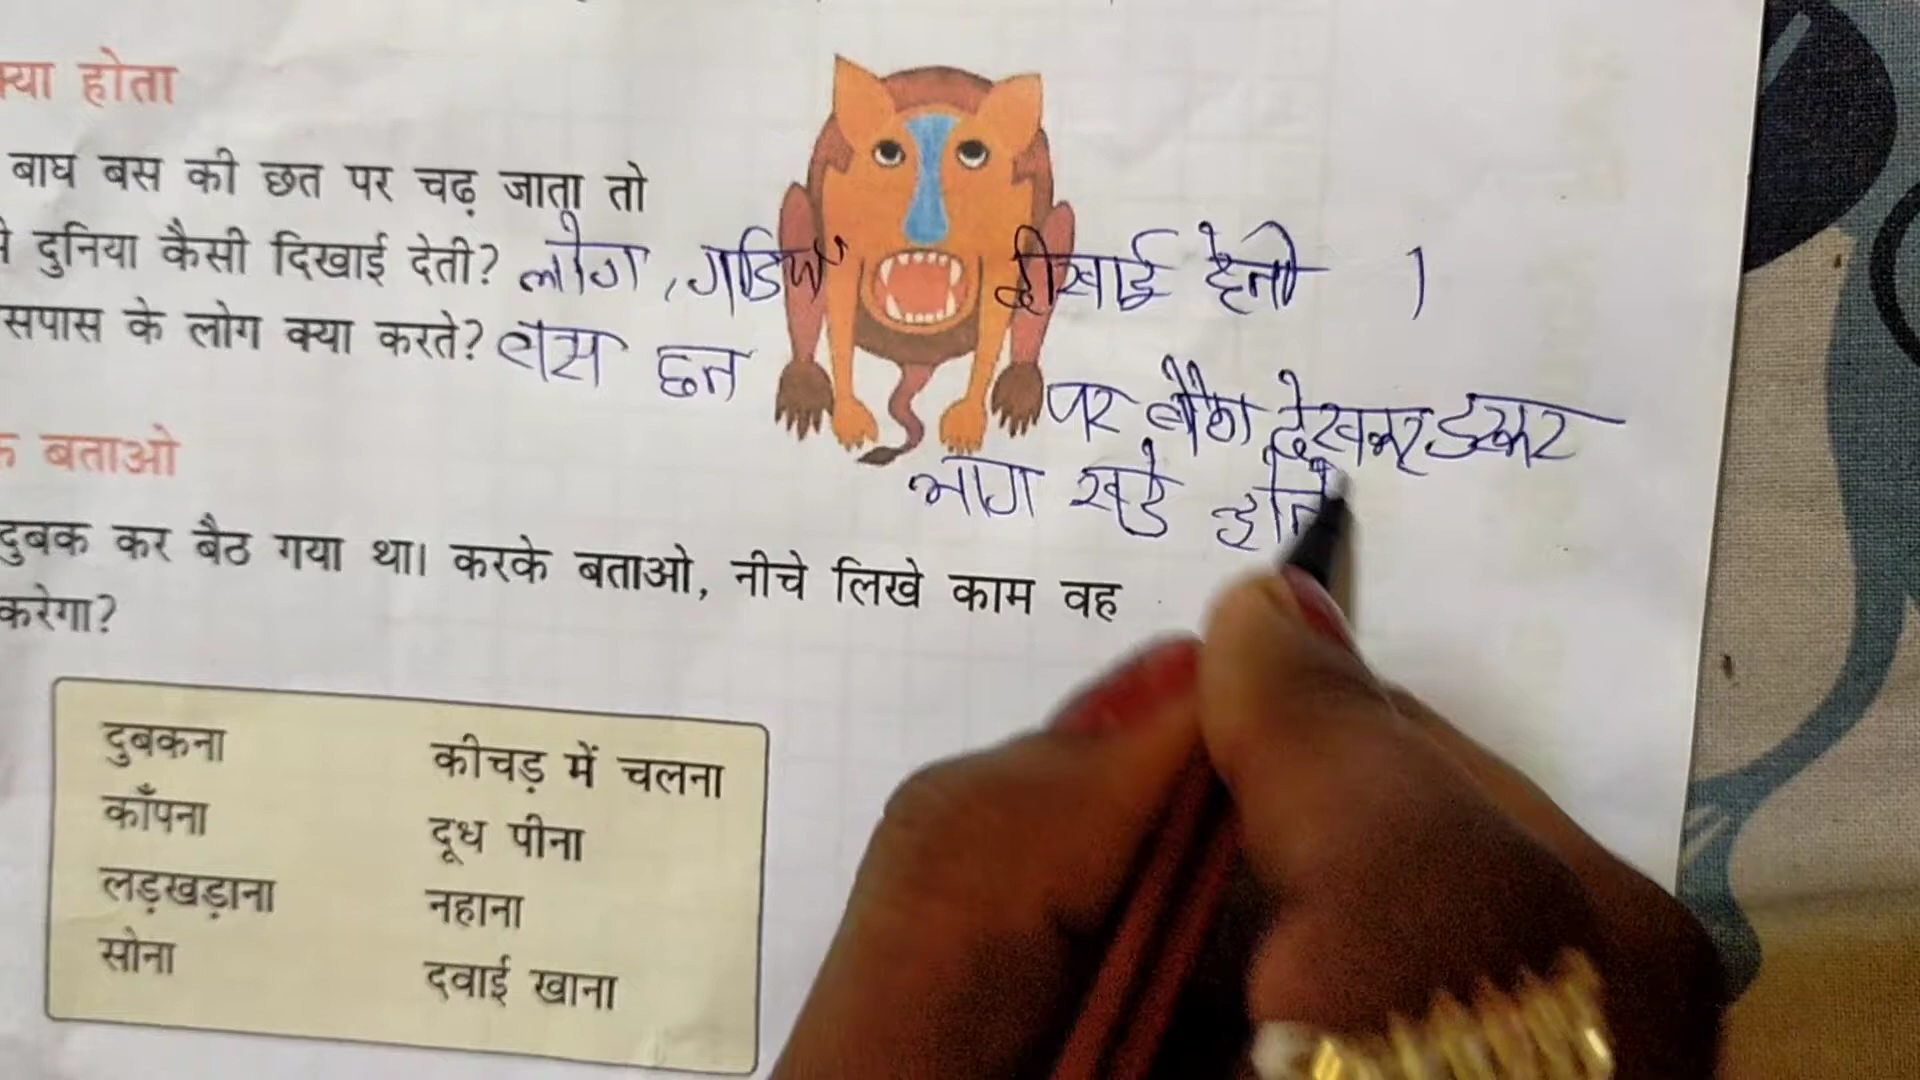 क्या होता
बाघ बस की छत पर चढ़ जाता तो
से दुनिया कैसी दिखाई देती? लोग, गाडियाँ दीखाई देती ।
सपास के लोग क्या करते? बस छत
पर बैठा देखकर डरकर
भाग खडे होते
बताओ
दुबक कर बैठ गया था। करके बताओ, नीचे लिखे काम वह
करेगा?
दुबकना कीचड़ में चलना
काँपना दूध पीना
लड़खड़ाना नहाना
सोना दवाई खाना